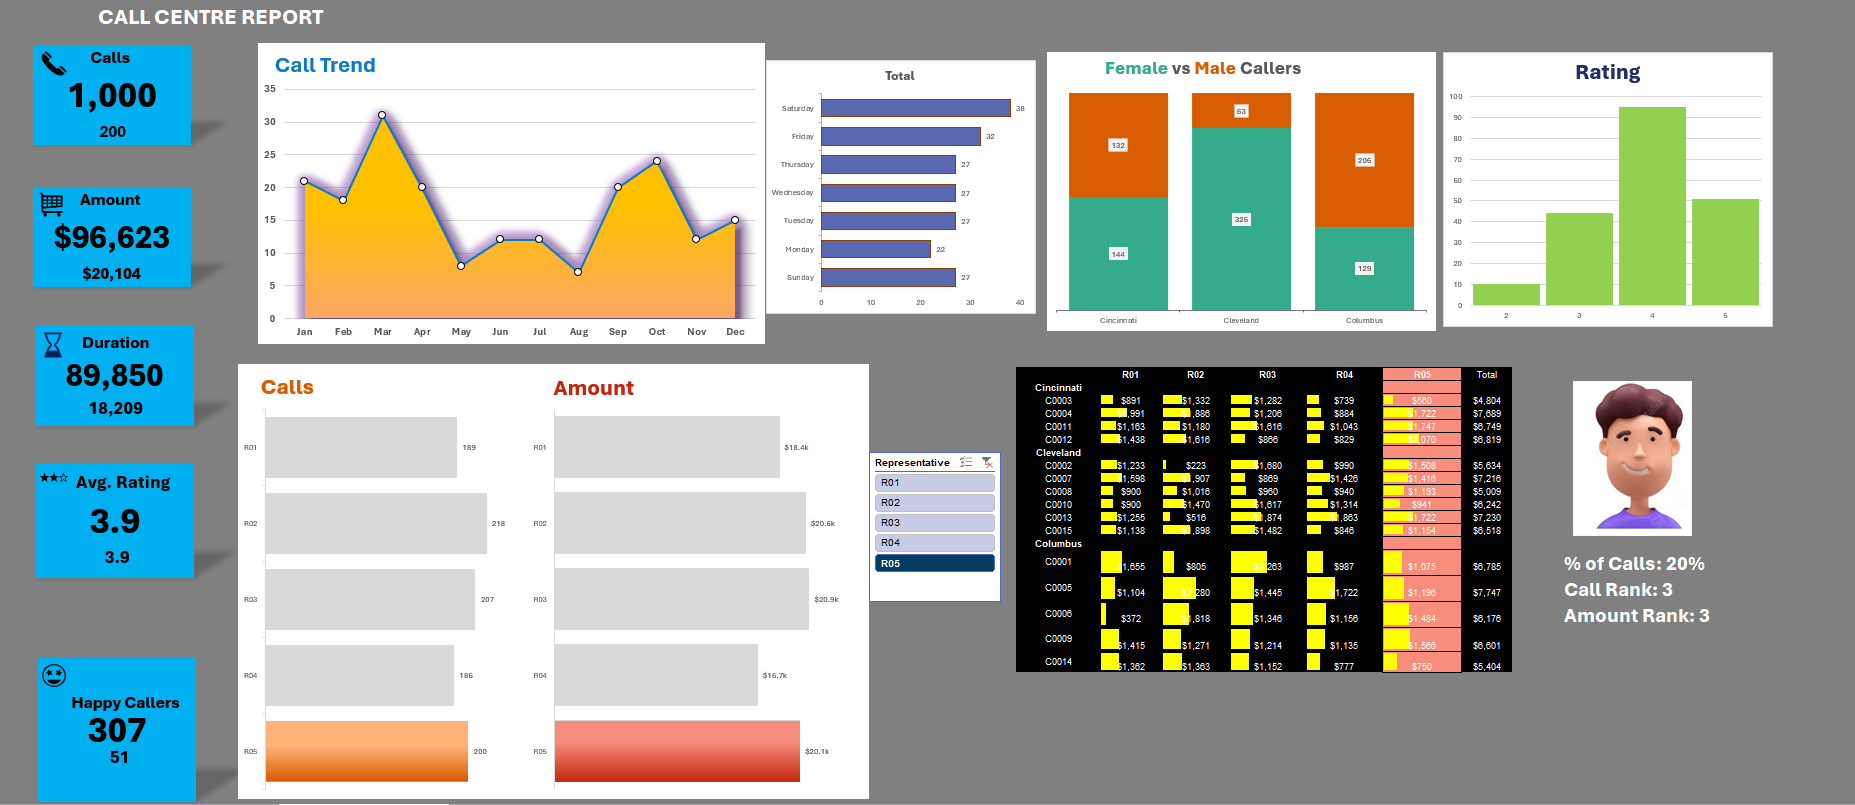 CALL CENTRE REPORT
Calls
1,000
200
Amount
$96,623
$20,104
Duration
89,850
18,209
Avg. Rating
3.9
3.9
Happy Callers
307
51
Call Trend
35
30
25
20
15
10
5
0
Jan Feb Mar Apr May Jun Jul Aug Sep Oct Nov Dec
Total
Saturday 38
Friday 32
Thursday 27
Wednesday 27
Tuesday 27
Monday 22
Sunday 27
0 10 20 30 40
Female vs Male Callers
132 63 206
144 326 129
Cincinnati Cleveland Columbus
Rating
100
90
80
70
60
50
40
30
20
10
0
2 3 4 5
Calls
R01 189
R02 218
R03 207
R04 186
R05 200
Amount
R01 $18.4k
R02 $20.6k
R03 $20.9k
R04 $16.7k
R05 $20.1k
Representative
R01
R02
R03
R04
R05
R01 R02 R03 R04 R05 Total
Cincinnati
C0003 $891 $1,332 $1,282 $739 $560 $4,804
C0004 ,991 $1,886 $1,206 $884 $1,722 $7,689
C0011 $1,163 $1,180 $1,616 $1,043 $1,747 $6,749
C0012 $1,438 $1,616 $866 $829 $2,070 $6,819
Cleveland
C0002 $1,233 $223 $1,680 $990 $1,508 $5,634
C0007 $1,598 $1,907 $869 $1,426 $1,416 $7,216
C0008 $900 $1,016 $960 $940 $1,193 $5,009
C0010 $900 $1,470 $1,617 $1,314 $941 $6,242
C0013 $1,255 $516 $1,874 ,863 $1,722 $7,230
C0015 $1,138 $1,898 $1,482 $846 $1,154 $6,518
Columbus
C0001 $1,655 $805 ,263 $987 $1,075 $6,785
C0005 $1,104 ,280 $1,445 $1,722 $1,196 $7,747
C0006 $372 $1,818 $1,346 $1,156 $1,484 $6,176
C0009 $1,415 $1,271 $1,214 $1,135 $1,566 $6,601
C0014 $1,362 $1,363 $1,152 $777 $750 $5,404
% of Calls: 20%
Call Rank: 3
Amount Rank: 3